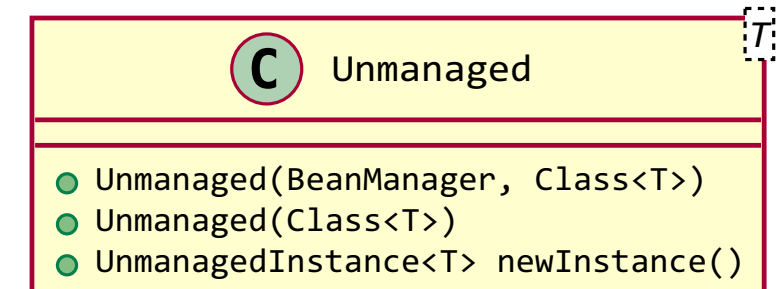 T
C Unmanaged
Unmanaged(BeanManager, Class<T>)
Unmanaged(Class<T>)
UnmanagedInstance<T> newInstance()